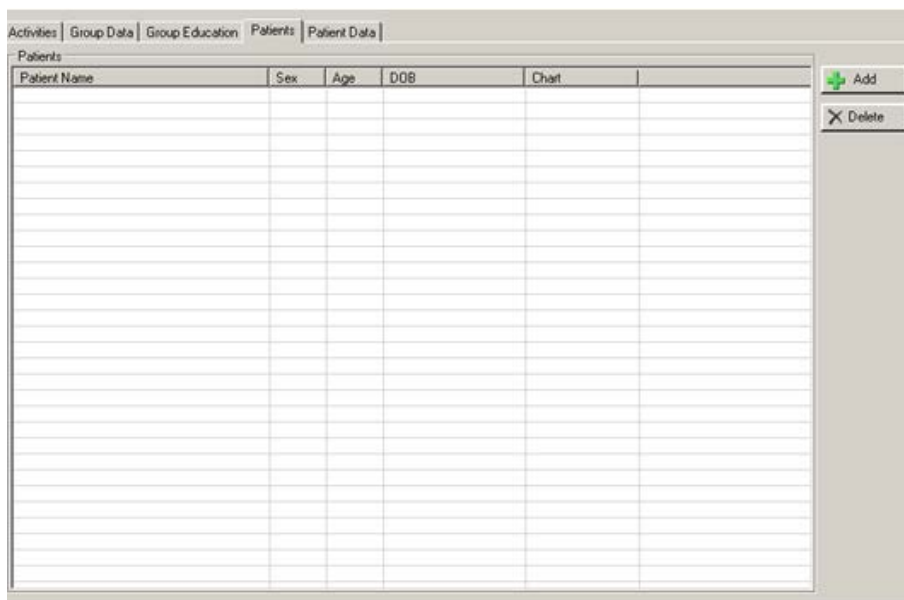 Activities Group Data Group Education Patients Patient Data
Patients
Patient Name Sex Age DOB Chart
Add
Delete